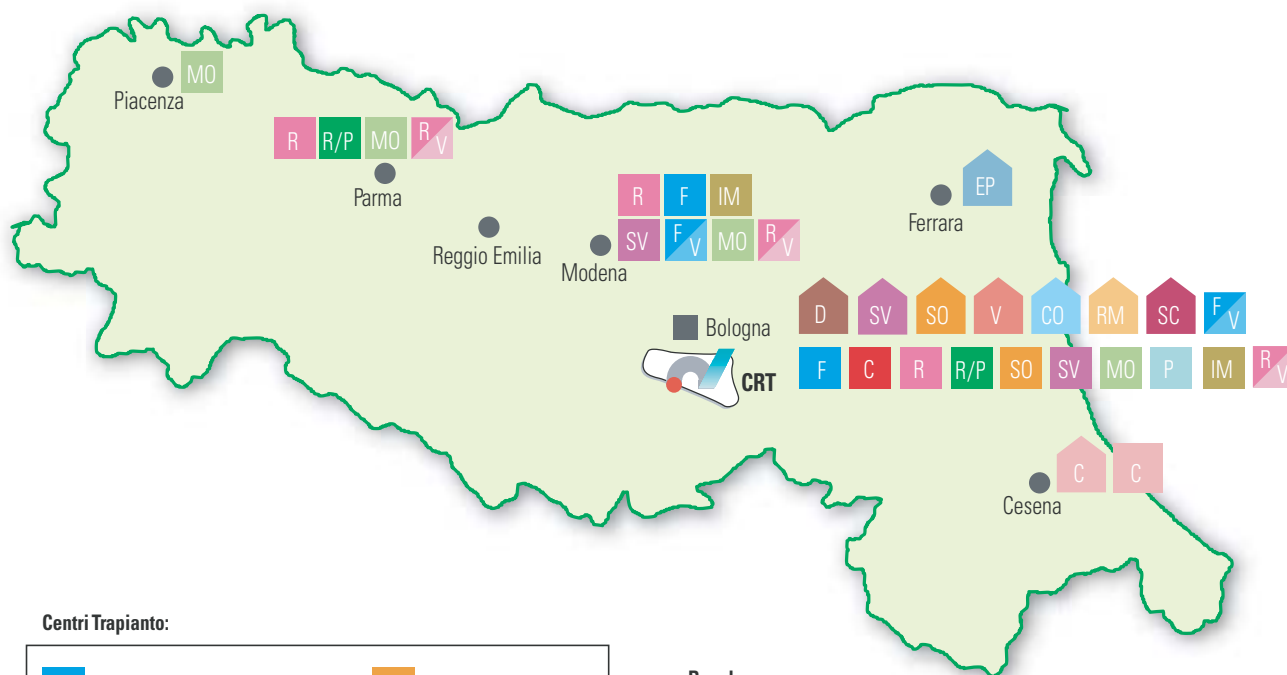 MO
Piacenza
R R/P MO R V
Parma
R F IM
SV F V MO R V
EP
Ferrara
Reggio Emilia
Modena
D SV SO V CO RM SC F V
Bologna
F C R R/P SO SV MO P IM R V
CRT
C C
Cesena
Centri Trapianto: